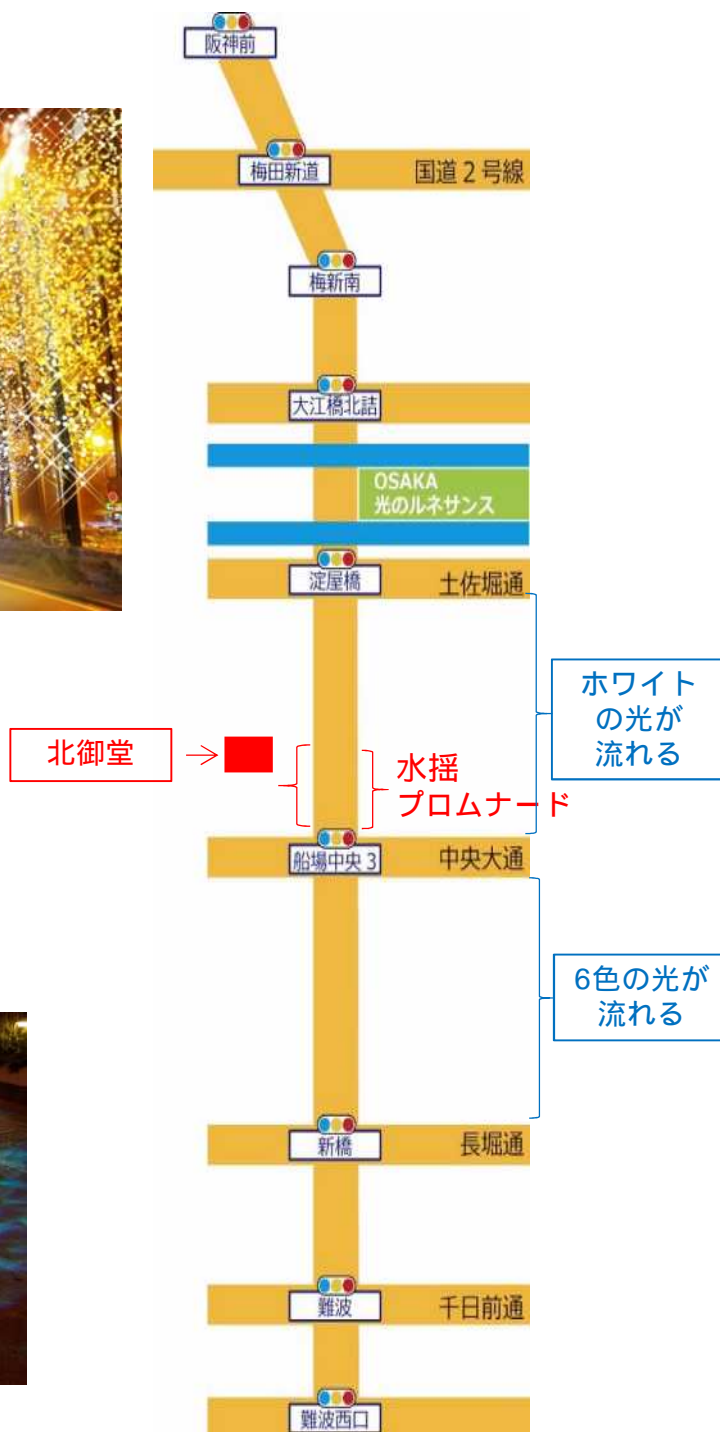 阪神前
梅田新道
国道2号線
梅新南
大江橋北詰
OSAKA
光のルネサンス
淀屋橋
土佐堀通
ホワイト
の光が
流れる
北御堂
水揺
プロムナード
船場中央3
中央大通
6色の光が
流れる
新橋
長堀通
難波
千日前通
難波西口